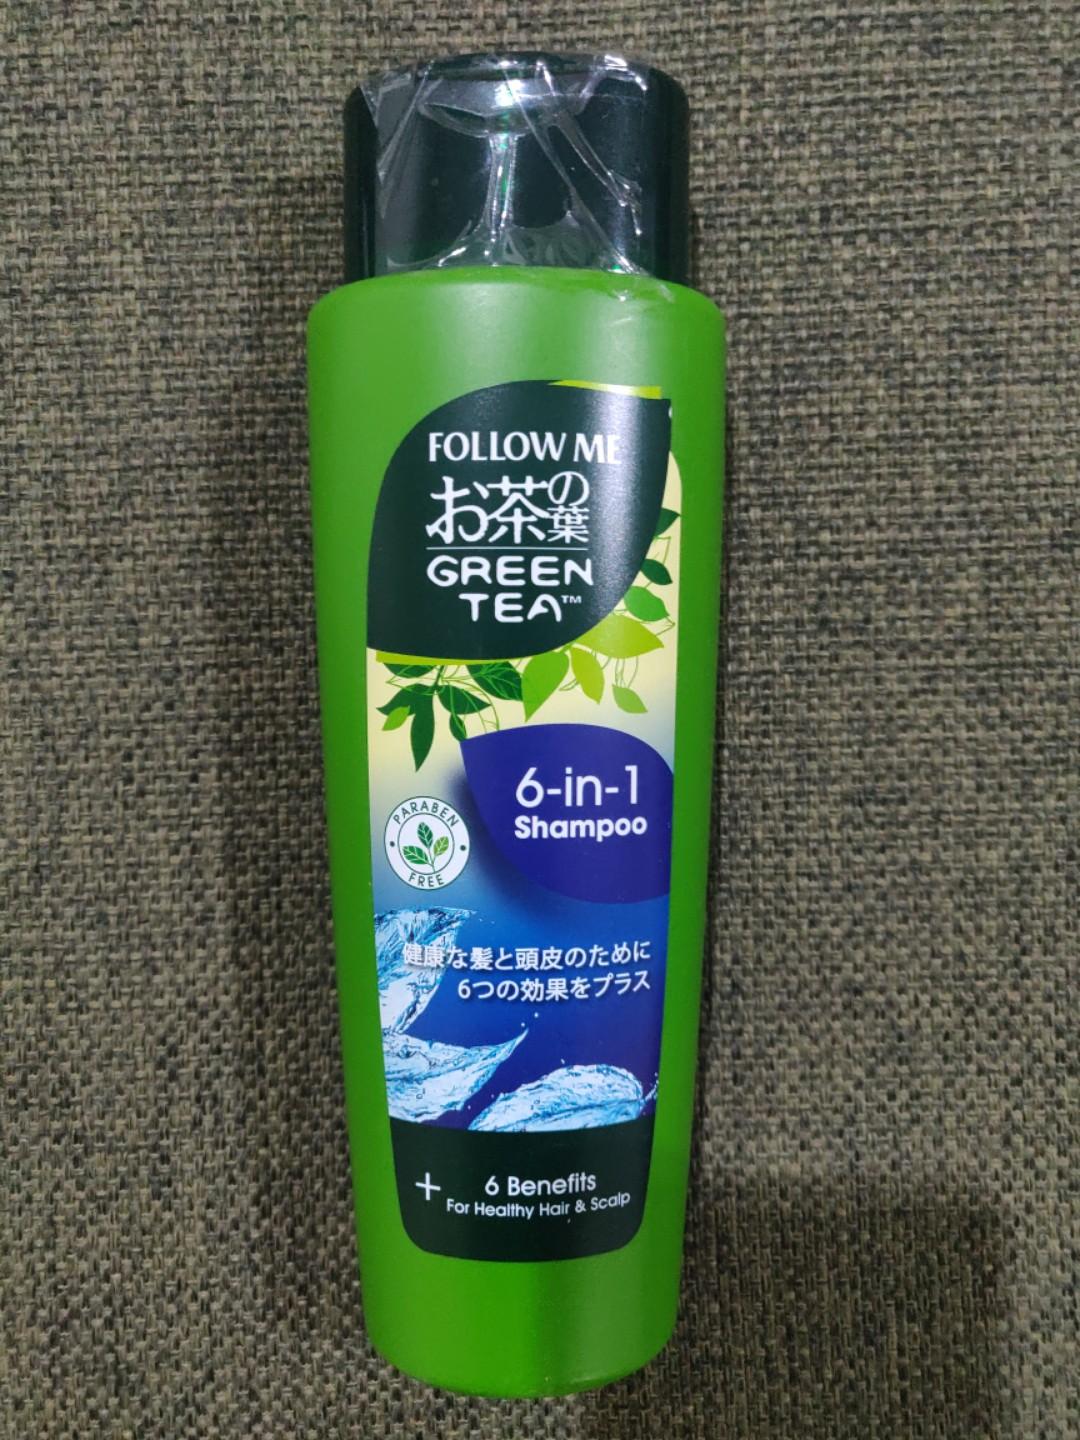 FOLLOW ME
お茶の葉
GREEN
TEA™
6-in-1
Shampoo
PARABEN
FREE
健康な髪と頭皮のために
6つの効果をプラス
+ 6 Benefits
For Healthy Hair & Scalp